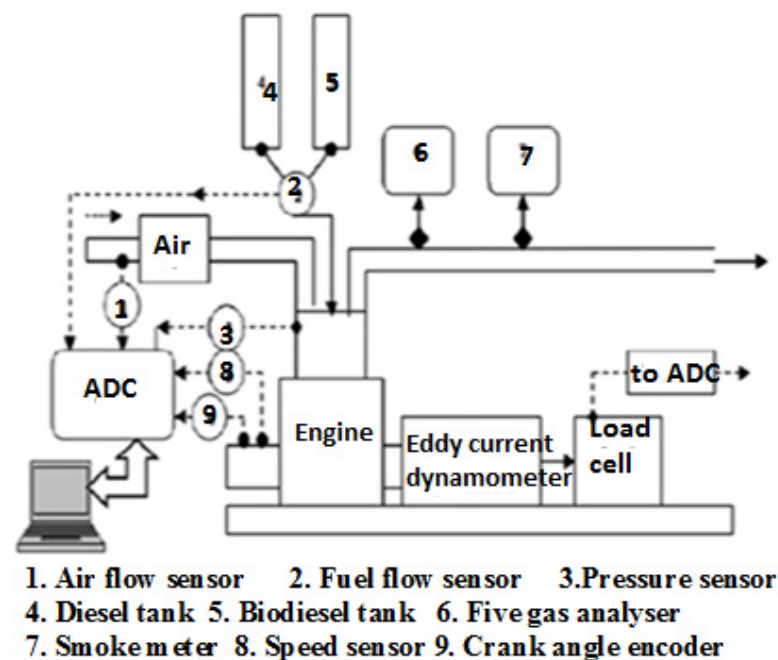 4
5
6
7
2
Air
1
3
ADC
8
to ADC
9
Engine
Eddy current
dynamometer
Load
cell
1. Air flow sensor 2. Fuel flow sensor 3.Pressure sensor
4. Diesel tank 5. Biodiesel tank 6. Five gas analyser
7. Smoke meter 8. Speed sensor 9. Crank angle encoder